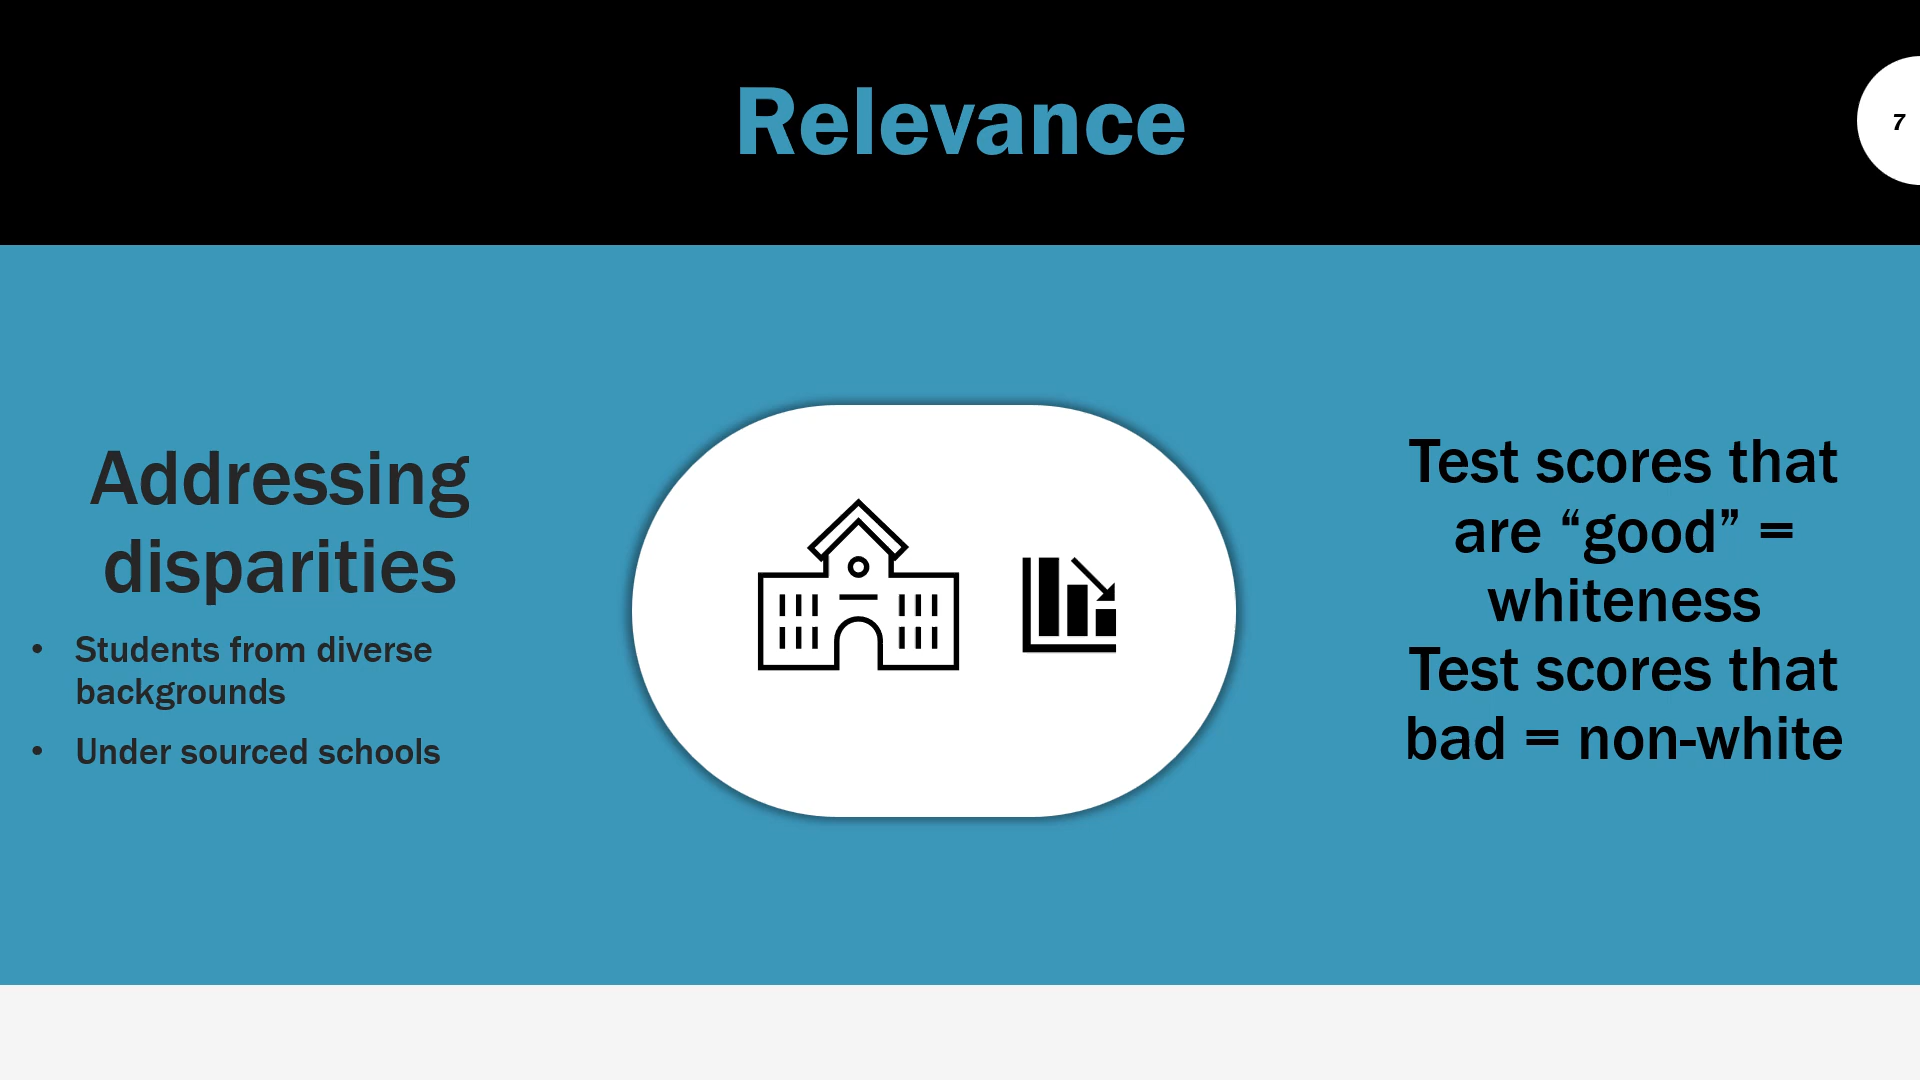 Relevance
7
Addressing
disparities
• Students from diverse
backgrounds
• Under sourced schools
Test scores that
are “good” =
whiteness
Test scores that
bad = non-white